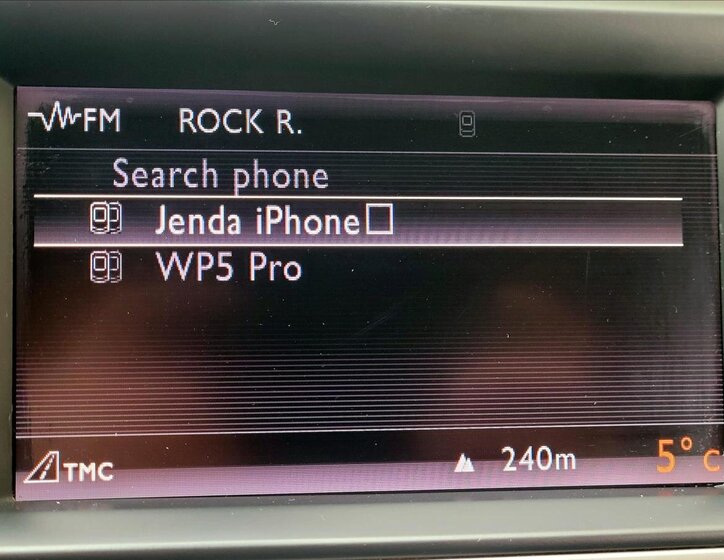 FM ROCK R.
Search phone
Jenda iPhone□
WP5 Pro
TMC 240m 5° C